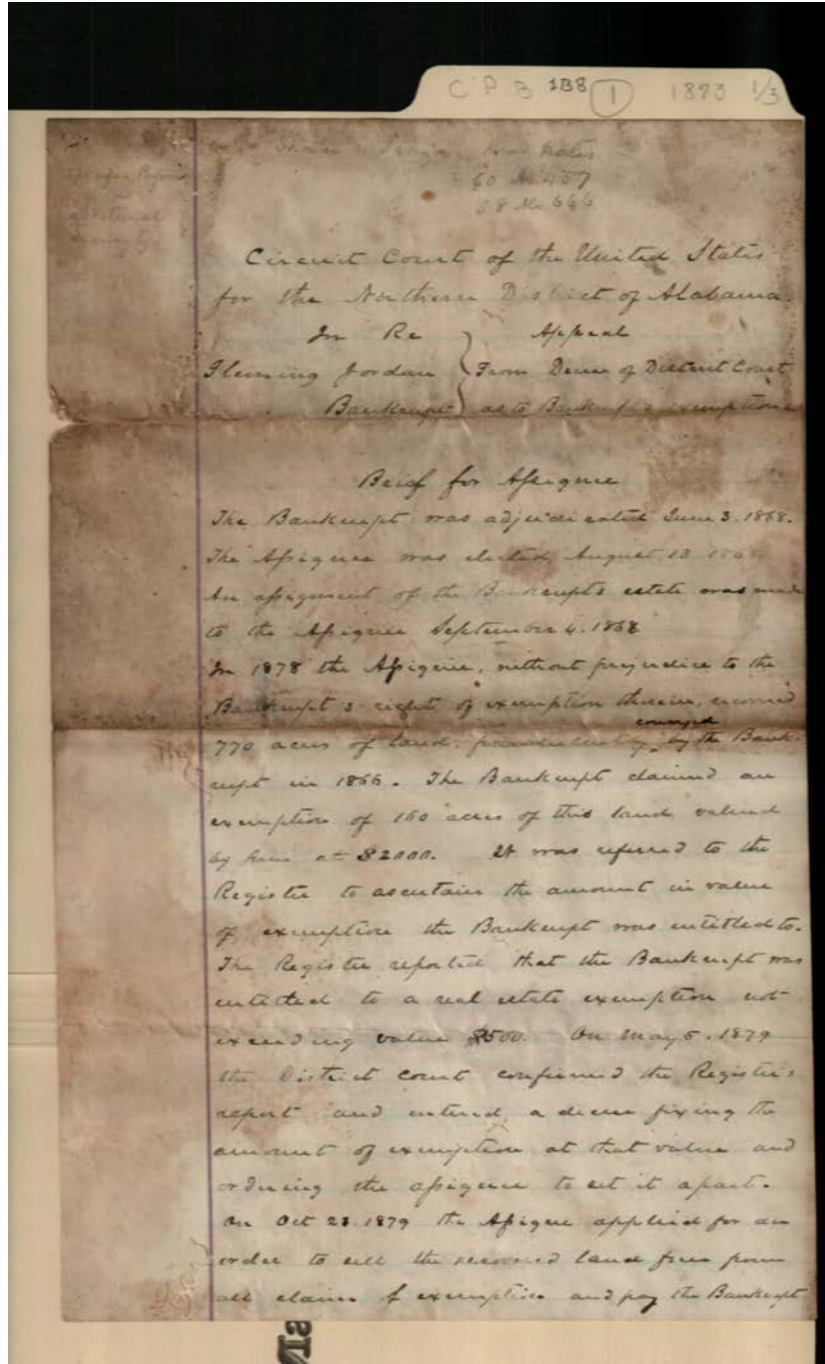 C P B 1B8 1 1873 1/3
notes
60 Al. 457
58 Al. 666
Circuit Court of the United States
for the Northern District of Alabama.
In Re Appeal
Fleming Jordan From Decree of District Court
Bankrupt as to Bankrupt's exemptions
Brief for Assignee
The Bankrupt was adjudicated June 3. 1868.
The Assignee was elected August 13 1868
An assignment of the Bankrupt's estate was made
to the Assignee September 4. 1868
In 1878 the Assignee, without prejudice to the
Bankrupt's right of exemption therein, recovered
conveyed
770 acres of land, fraudulently by the Bank-
rupt in 1866. The Bankrupt claimed an
exemption of 160 acres of this land valued
by him at $2000. It was referred to the
Register to ascertain the amount in value
of exemption the Bankrupt was entitled to.
The Register reported that the Bankrupt was
entitled to a real estate exemption not
exceeding value $500. On May 5. 1879
the District Court confirmed the Register's
report and entered a decree fixing the
amount of exemption at that value and
ordering the assignee to set it apart.
On Oct 23. 1879 the Assignee applied for an
order to sell the recovered land free from
all claim of exemption and pay the Bankrupt